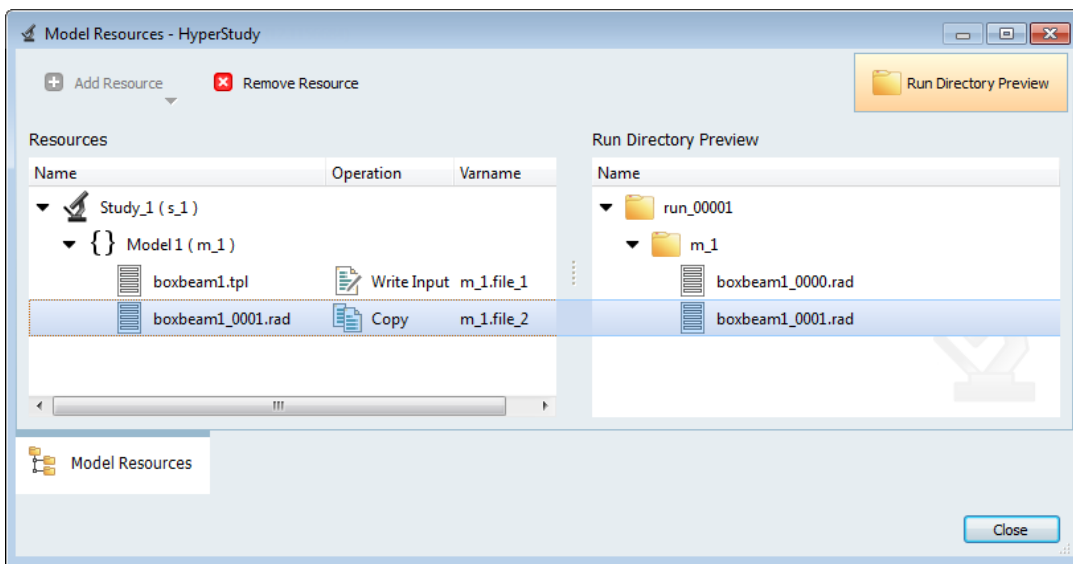 Model Resources - HyperStudy
Add Resource Remove Resource Run Directory Preview
Resources Run Directory Preview
Name Operation Varname Name
Study_1 ( s_1 ) run_00001
{ } Model 1 ( m_1 ) m_1
boxbeam1.tpl Write Input m_1.file_1 boxbeam1_0000.rad
boxbeam1_0001.rad Copy m_1.file_2 boxbeam1_0001.rad
Model Resources
Close